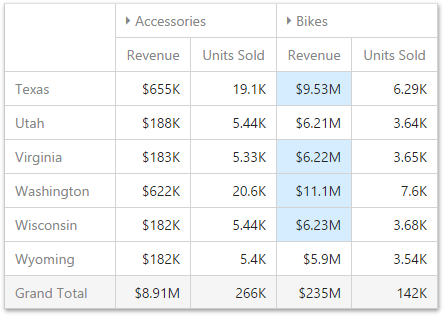 Accessories Bikes
Revenue Units Sold Revenue Units Sold
Texas $655K 19.1K $9.53M 6.29K
Utah $188K 5.44K $6.21M 3.64K
Virginia $183K 5.33K $6.22M 3.65K
Washington $622K 20.6K $11.1M 7.6K
Wisconsin $182K 5.44K $6.23M 3.68K
Wyoming $182K 5.4K $5.9M 3.54K
Grand Total $8.91M 266K $235M 142K